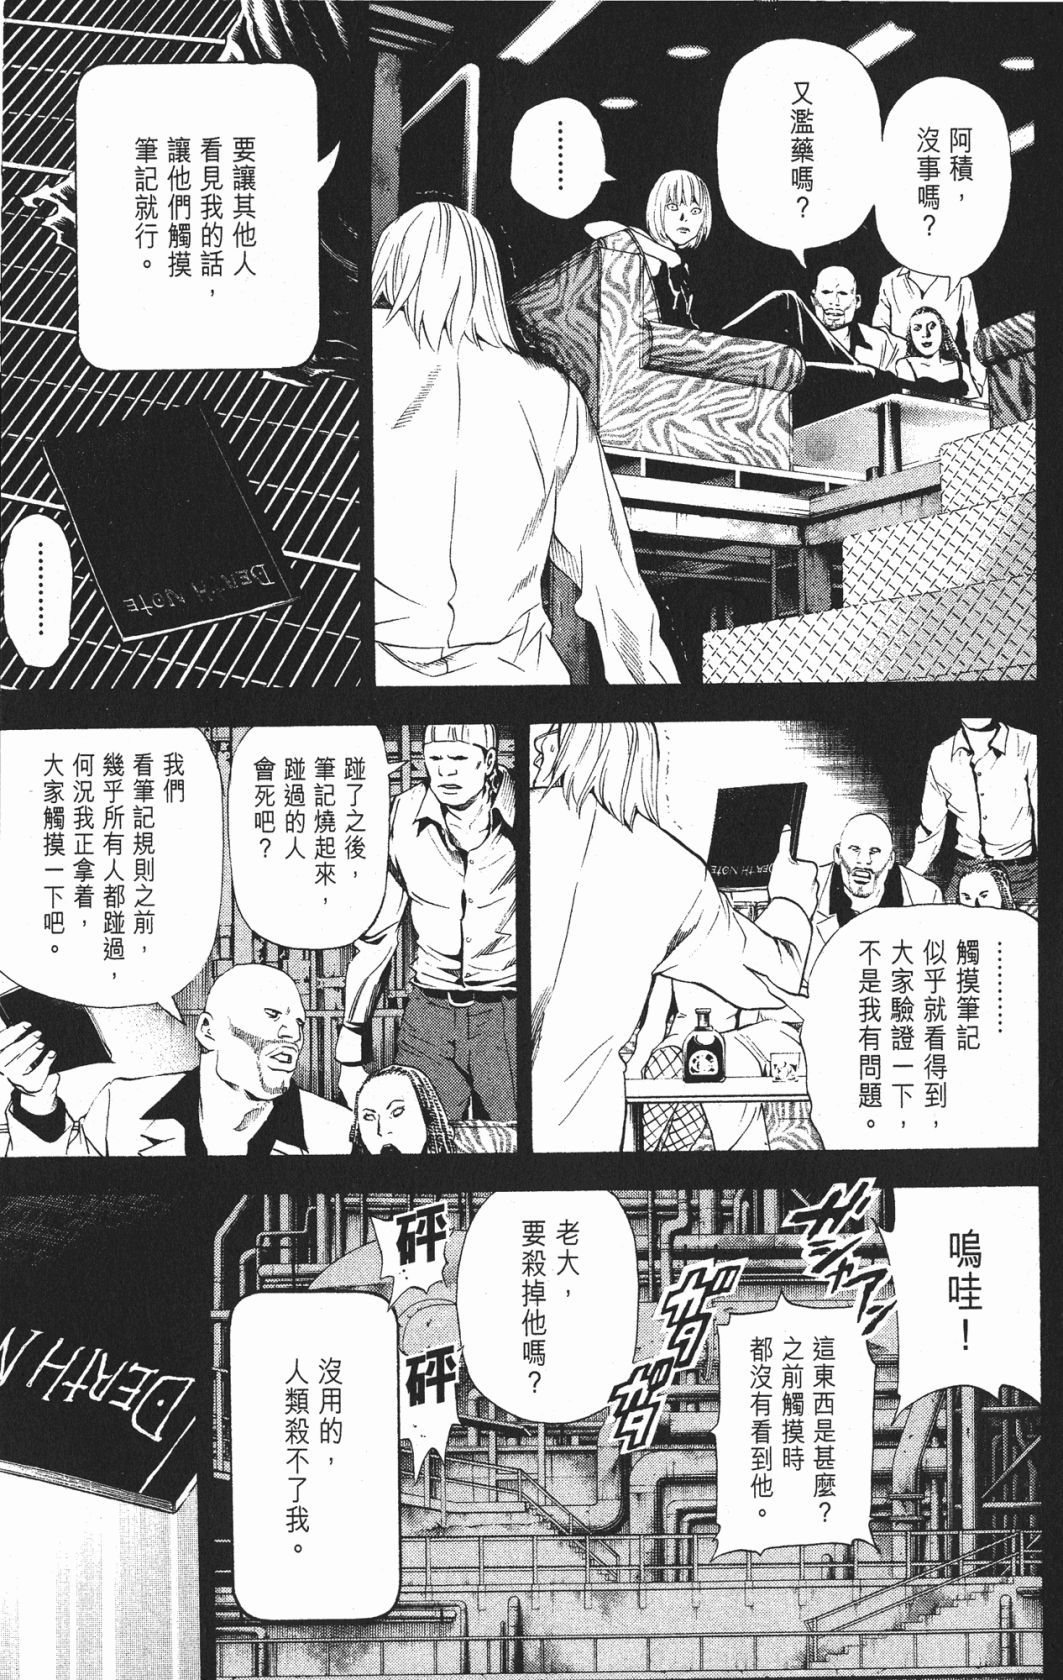 阿積，
沒事嗎？
又濫藥嗎？
………
要讓其他人
看見我的話，
讓他們觸摸
筆記就行。
DEATH NOTE
…………
DEATH NOTE
…………
觸摸筆記
似乎就看得到，
大家驗證一下，
不是我有問題。
踫了之後，
筆記燒起來，
踫過的人
會死吧？
我們
看筆記規則之前，
幾乎所有人都踫過，
何況我正拿着，
大家觸摸一下吧。
嗚哇！
ザシャアン
這東西是甚麼？
之前觸摸時
都沒有看到他。
ガタガタ
ガタガタ
老大，
要殺掉他嗎？
砰
砰
沒用的，
人類殺不了我。
DEATH N